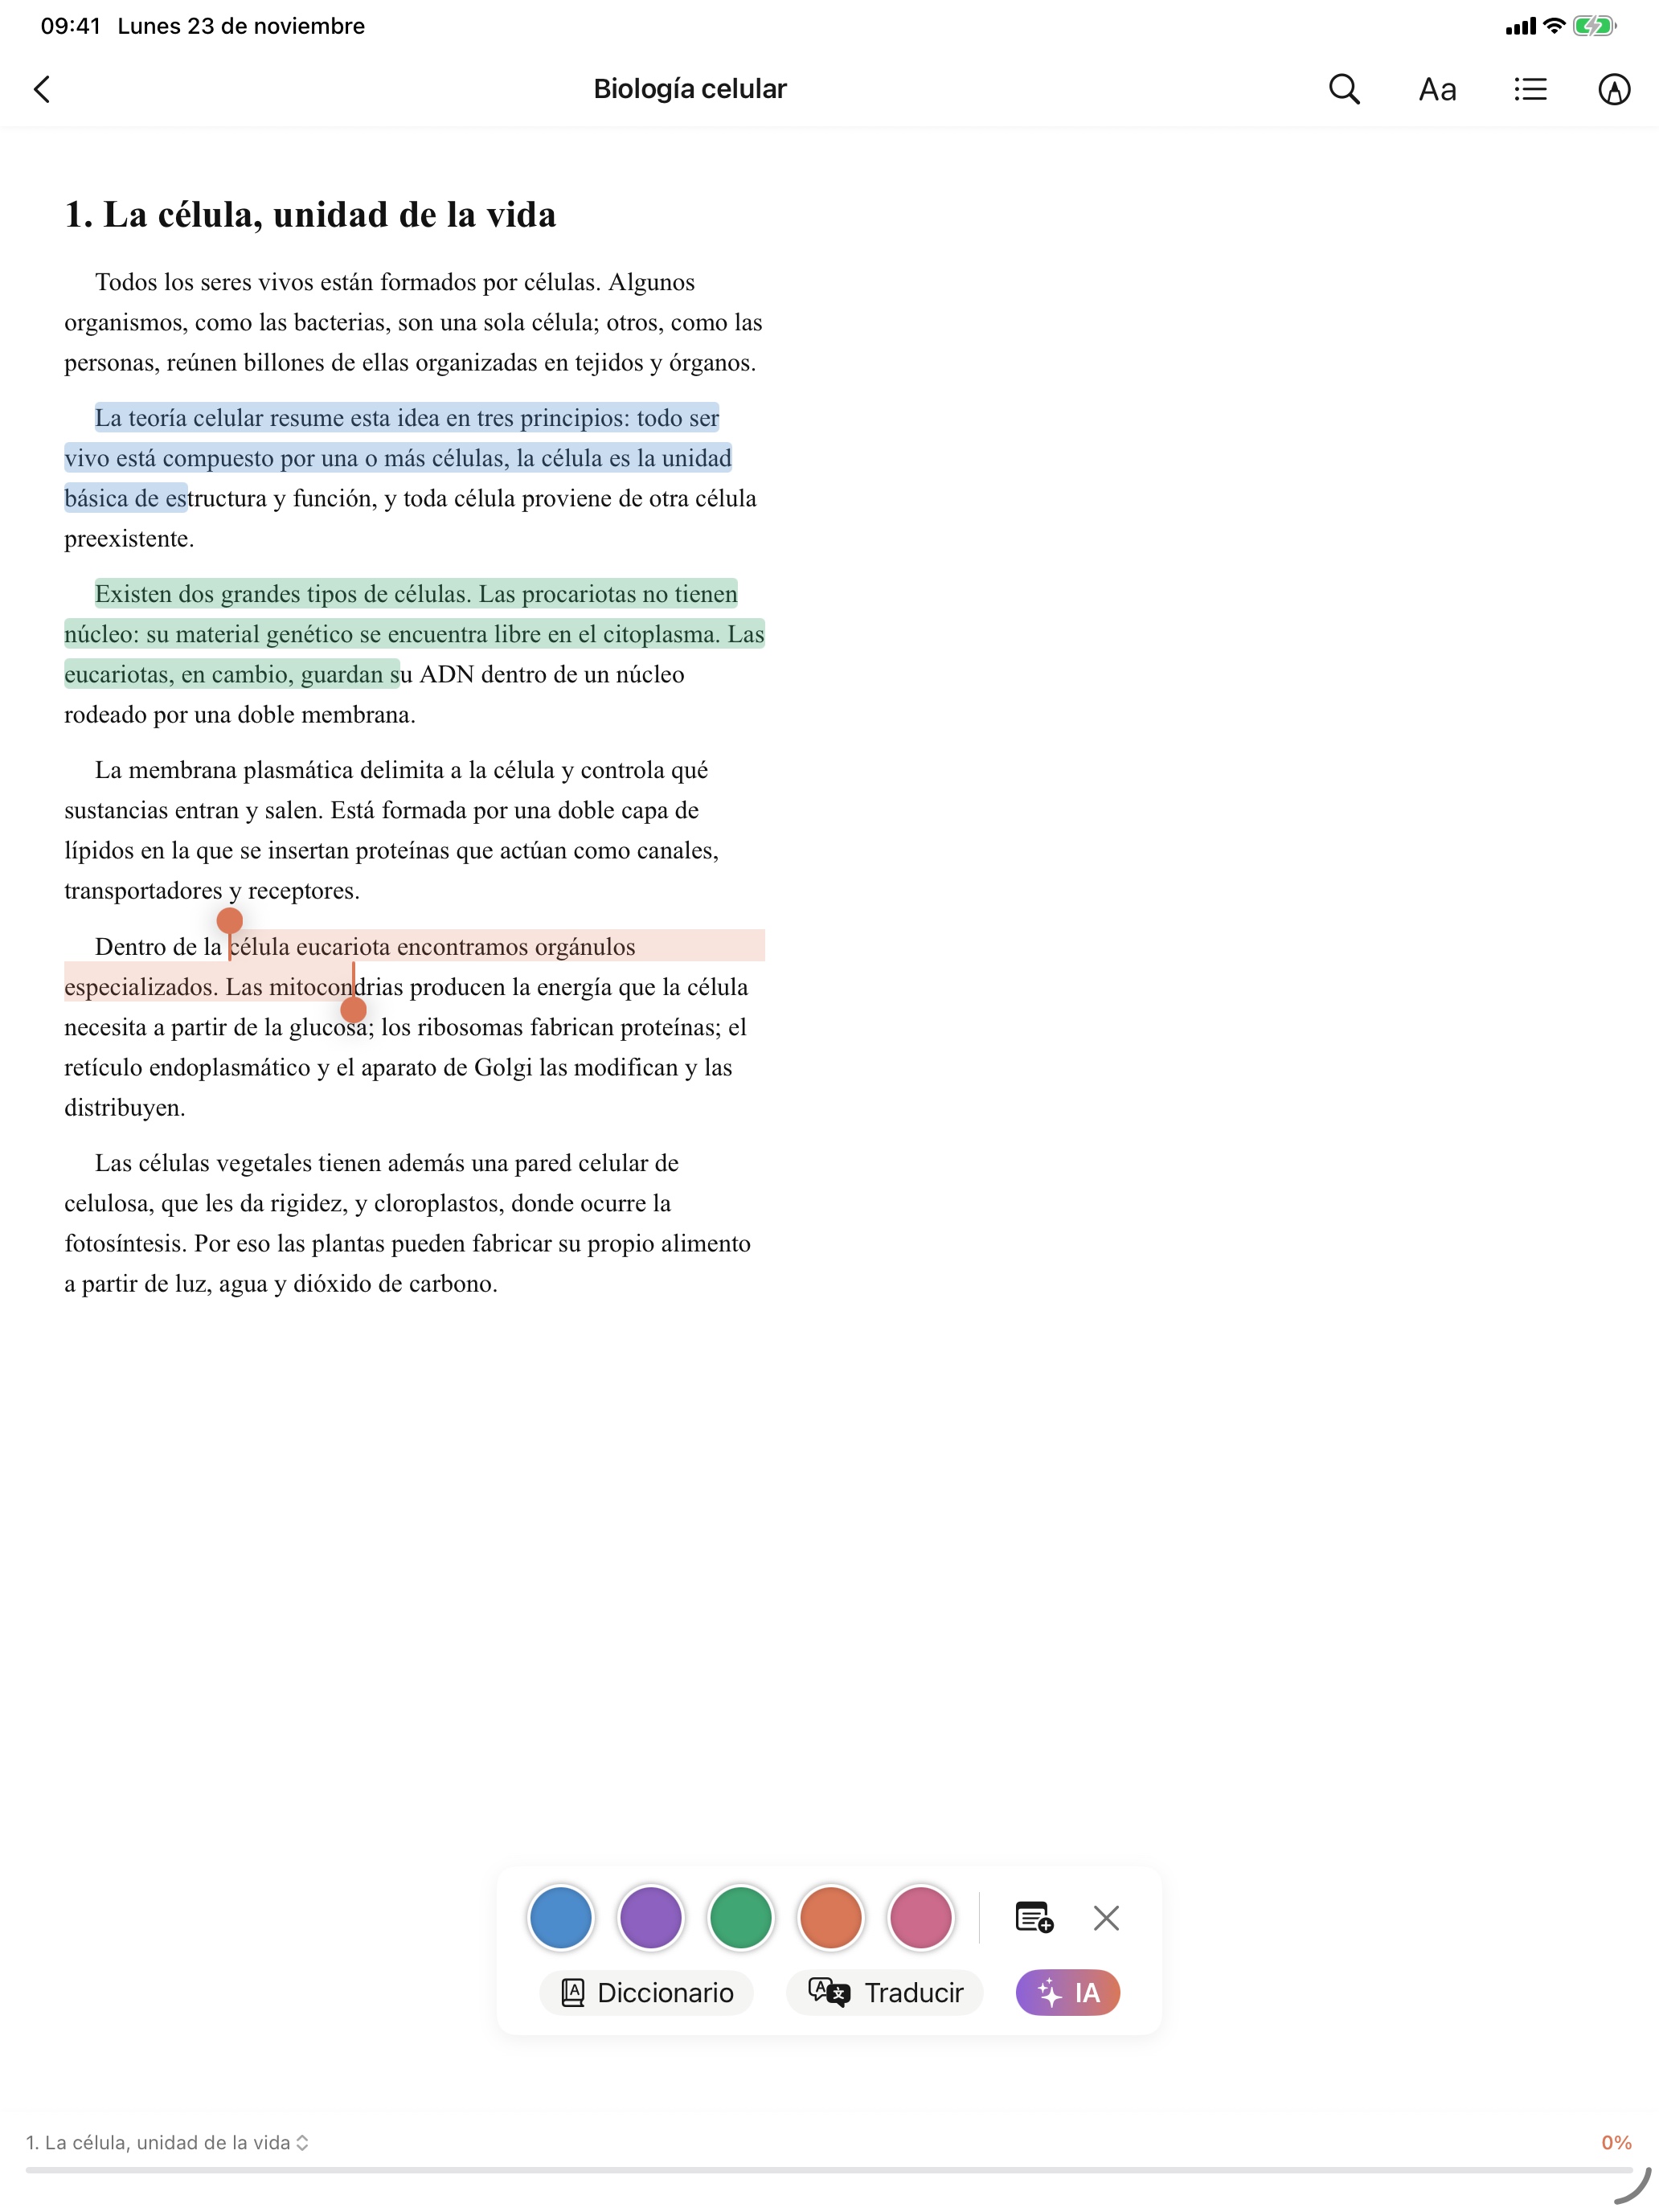 09:41 Lunes 23 de noviembre
Biología celular
Aa
1. La célula, unidad de la vida
Todos los seres vivos están formados por células. Algunos
organismos, como las bacterias, son una sola célula; otros, como las
personas, reúnen billones de ellas organizadas en tejidos y órganos.
La teoría celular resume esta idea en tres principios: todo ser
vivo está compuesto por una o más células, la célula es la unidad
básica de estructura y función, y toda célula proviene de otra célula
preexistente.
Existen dos grandes tipos de células. Las procariotas no tienen
núcleo: su material genético se encuentra libre en el citoplasma. Las
eucariotas, en cambio, guardan su ADN dentro de un núcleo
rodeado por una doble membrana.
La membrana plasmática delimita a la célula y controla qué
sustancias entran y salen. Está formada por una doble capa de
lípidos en la que se insertan proteínas que actúan como canales,
transportadores y receptores.
Dentro de la célula eucariota encontramos orgánulos
especializados. Las mitocondrias producen la energía que la célula
necesita a partir de la glucosa; los ribosomas fabrican proteínas; el
retículo endoplasmático y el aparato de Golgi las modifican y las
distribuyen.
Las células vegetales tienen además una pared celular de
celulosa, que les da rigidez, y cloroplastos, donde ocurre la
fotosíntesis. Por eso las plantas pueden fabricar su propio alimento
a partir de luz, agua y dióxido de carbono.
Diccionario Traducir IA
1. La célula, unidad de la vida 0%